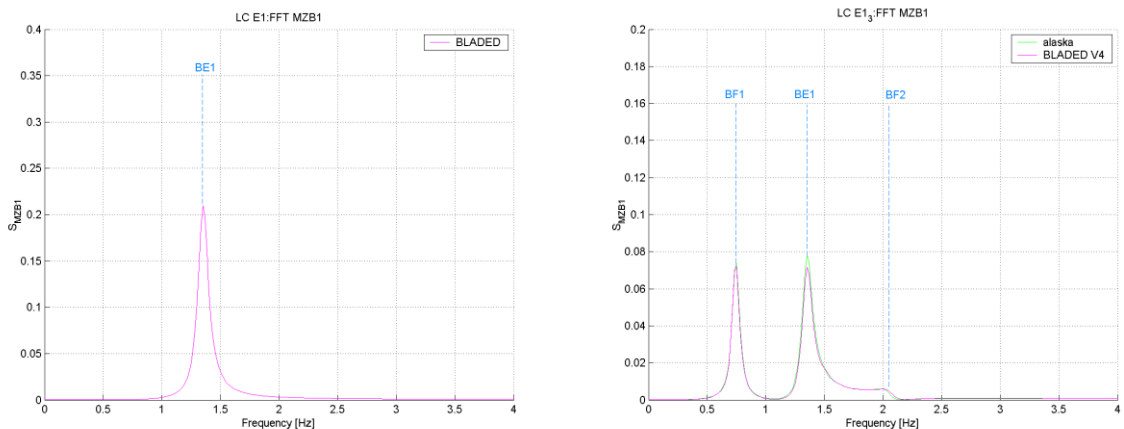 LC E1:FFT MZB1
0.4
BLADED
0.35
BE1
0.3
0.25
S_MZB1
0.2
0.15
0.1
0.05
0
0 0.5 1 1.5 2 2.5 3 3.5 4
Frequency [Hz]
LC E1₃:FFT MZB1
0.2
alaska
BLADED V4
0.18
0.16
BF1 BE1 BF2
0.14
0.12
S_MZB1
0.1
0.08
0.06
0.04
0.02
0
0 0.5 1 1.5 2 2.5 3 3.5 4
Frequency [Hz]